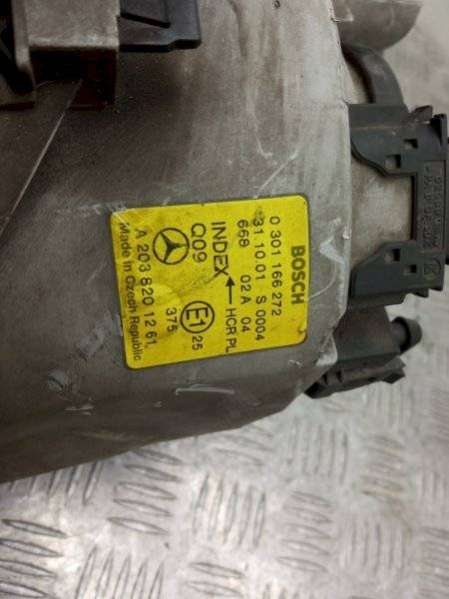 BOSCH
0 301 166 272
31 10.01 S 0004
668 02 A 04
INDEX ← HCR PL
Q09
E1 25
375
A 203 820 12 61
Made in Czech Republic